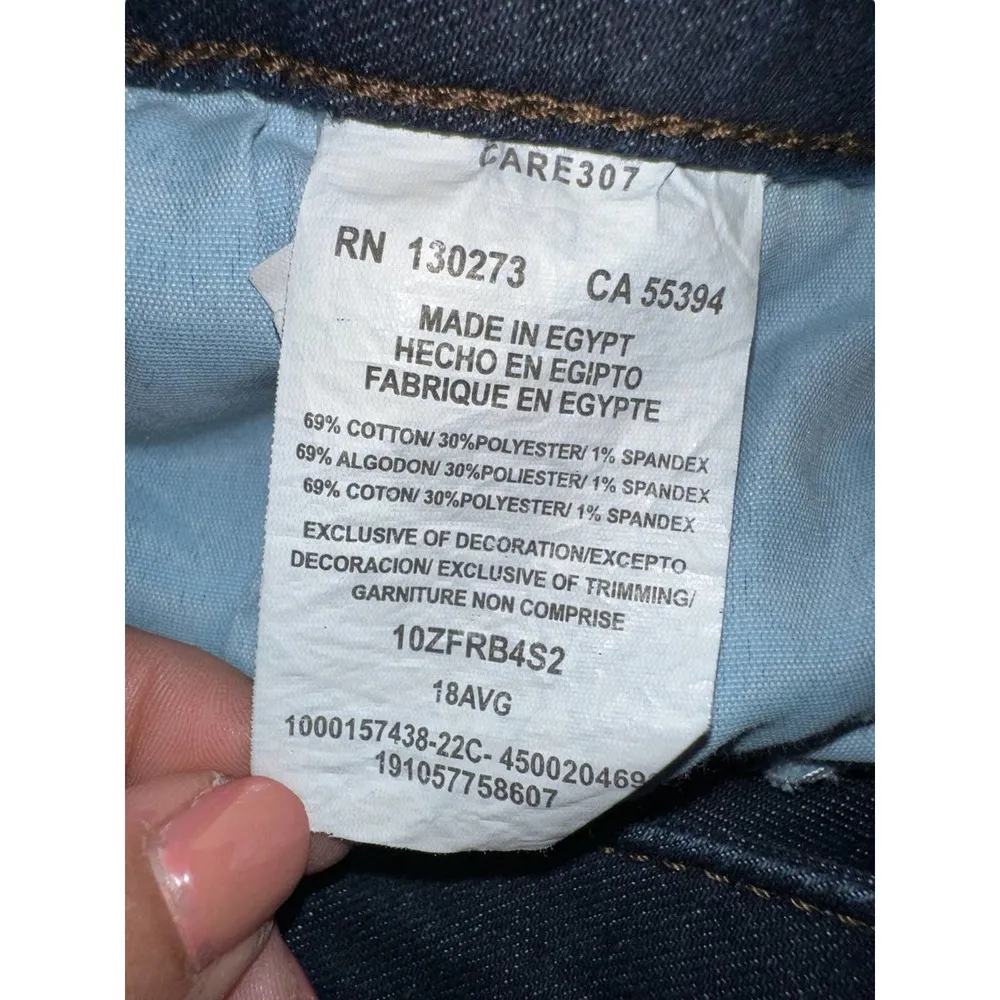 CARE307
RN 130273 CA 55394
MADE IN EGYPT
HECHO EN EGIPTO
FABRIQUE EN EGYPTE
69% COTTON/ 30%POLYESTER/ 1% SPANDEX
69% ALGODON/ 30%POLIESTER/ 1% SPANDEX
69% COTON/ 30%POLYESTER/ 1% SPANDEX
EXCLUSIVE OF DECORATION/EXCEPTO
DECORACION/ EXCLUSIVE OF TRIMMING/
GARNITURE NON COMPRISE
10ZFRB4S2
18AVG
1000157438-22C-
191057758607